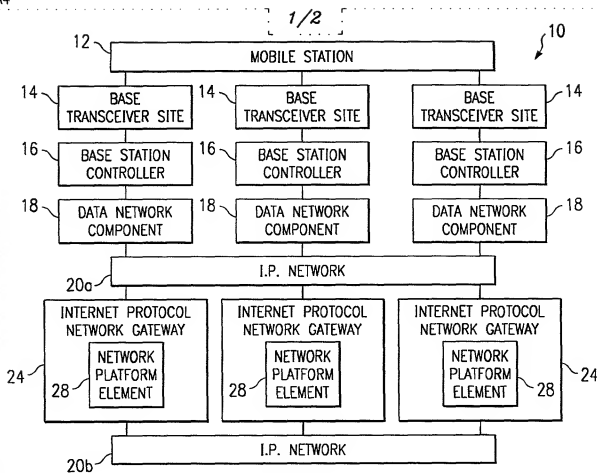 1/2
10
12
MOBILE STATION
14 BASE TRANSCEIVER SITE
14 BASE TRANSCEIVER SITE
BASE TRANSCEIVER SITE 14
16 BASE STATION CONTROLLER
16 BASE STATION CONTROLLER
BASE STATION CONTROLLER 16
18 DATA NETWORK COMPONENT
18 DATA NETWORK COMPONENT
DATA NETWORK COMPONENT 18
I.P. NETWORK
20a
INTERNET PROTOCOL NETWORK GATEWAY
INTERNET PROTOCOL NETWORK GATEWAY
INTERNET PROTOCOL NETWORK GATEWAY
24
28 NETWORK PLATFORM ELEMENT
28 NETWORK PLATFORM ELEMENT
NETWORK PLATFORM ELEMENT 28
24
I.P. NETWORK
20b